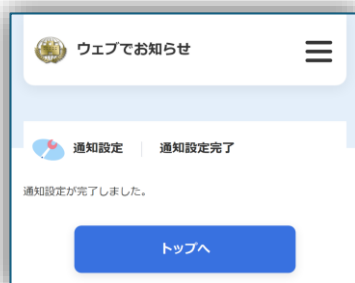 ウェブでお知らせ
通知設定 通知設定完了
通知設定が完了しました。
トップへ